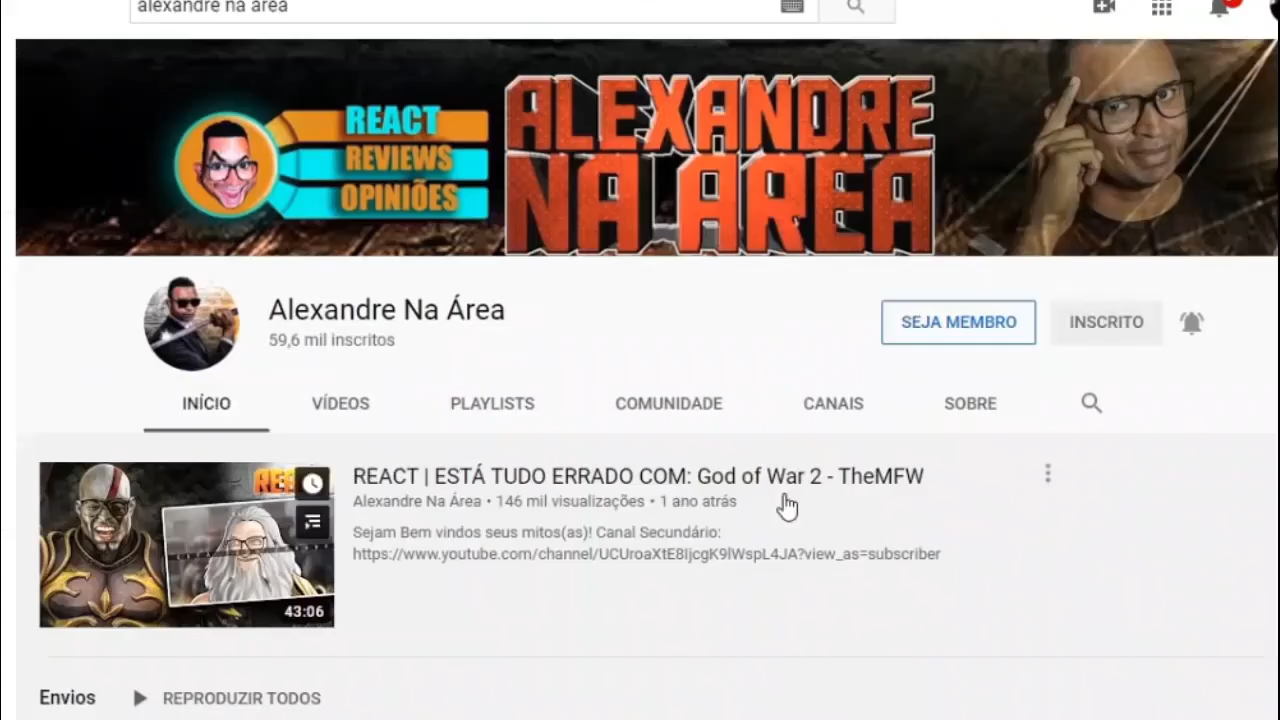 alexandre na área
REACT
REVIEWS
OPINIÕES
ALEXANDRE
NA AREA
Alexandre Na Área
59,6 mil inscritos
SEJA MEMBRO
INSCRITO
INÍCIO
VÍDEOS
PLAYLISTS
COMUNIDADE
CANAIS
SOBRE
REACT | ESTÁ TUDO ERRADO COM: God of War 2 - TheMFW
Alexandre Na Área • 146 mil visualizações • 1 ano atrás
Sejam Bem vindos seus mitos(as)! Canal Secundário:
https://www.youtube.com/channel/UCUroaXtE8IjcgK9lWspL4JA?view_as=subscriber
43:06
Envios
REPRODUZIR TODOS